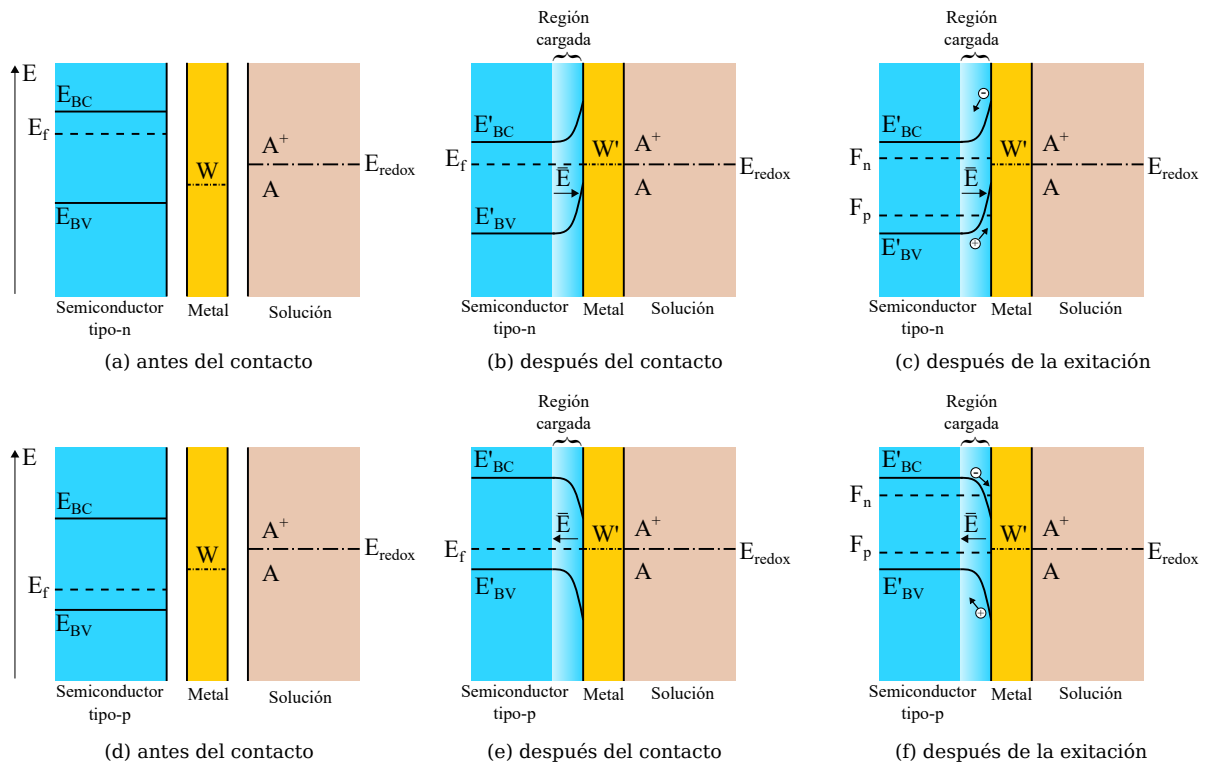 E
E_BC
E_f
E_BV
W
A⁺
A
E_redox
Semiconductor
tipo-n
Metal
Solución
(a) antes del contacto
Región
cargada
E'_BC
E_f
E'_BV
Ē
W'
A⁺
A
E_redox
Semiconductor
tipo-n
Metal
Solución
(b) después del contacto
Región
cargada
-
E'_BC
F_n
F_p
E'_BV
Ē
+
W'
A⁺
A
E_redox
Semiconductor
tipo-n
Metal
Solución
(c) después de la exitación
E
E_BC
E_f
E_BV
W
A⁺
A
E_redox
Semiconductor
tipo-p
Metal
Solución
(d) antes del contacto
Región
cargada
E'_BC
E_f
E'_BV
Ē
W'
A⁺
A
E_redox
Semiconductor
tipo-p
Metal
Solución
(e) después del contacto
Región
cargada
E'_BC
-
F_n
F_p
E'_BV
Ē
+
W'
A⁺
A
E_redox
Semiconductor
tipo-p
Metal
Solución
(f) después de la exitación